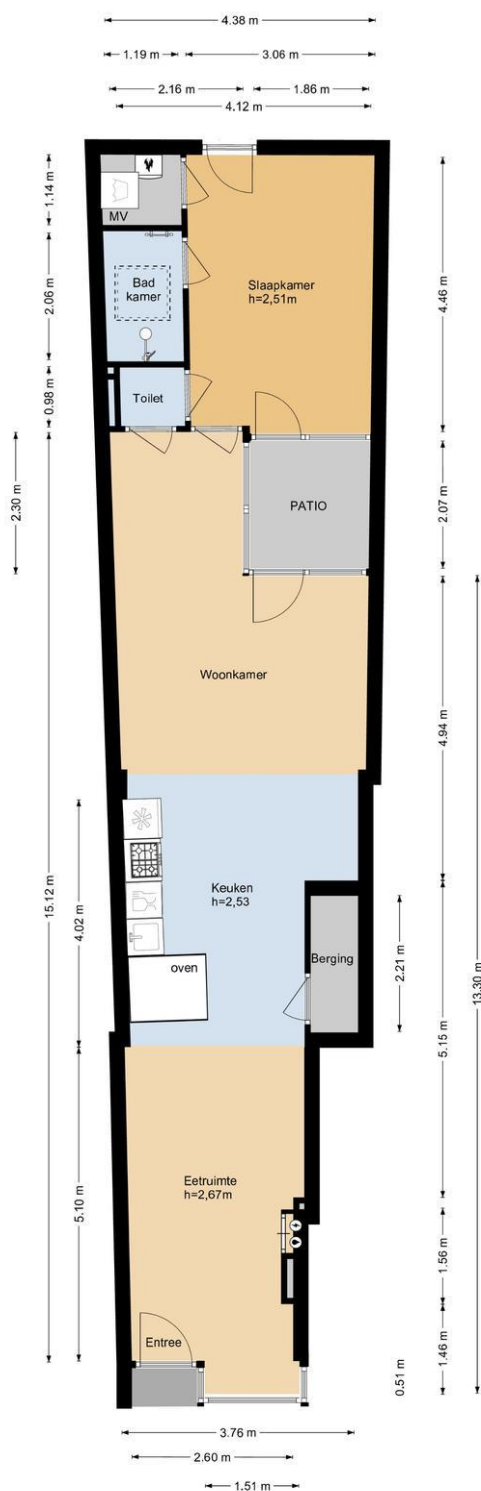 4.38 m
1.19 m
3.06 m
2.16 m
1.86 m
4.12 m
1.14 m
MV
2.06 m
Bad
kamer
Slaapkamer
h=2,51m
4.46 m
0.98 m
Toilet
2.30 m
PATIO
2.07 m
Woonkamer
4.94 m
15.12 m
4.02 m
Keuken
h=2,53
oven
Berging
2.21 m
13.30 m
5.15 m
5.10 m
Eetruimte
h=2,67m
1.56 m
Entree
1.46 m
0.51 m
3.76 m
2.60 m
1.51 m